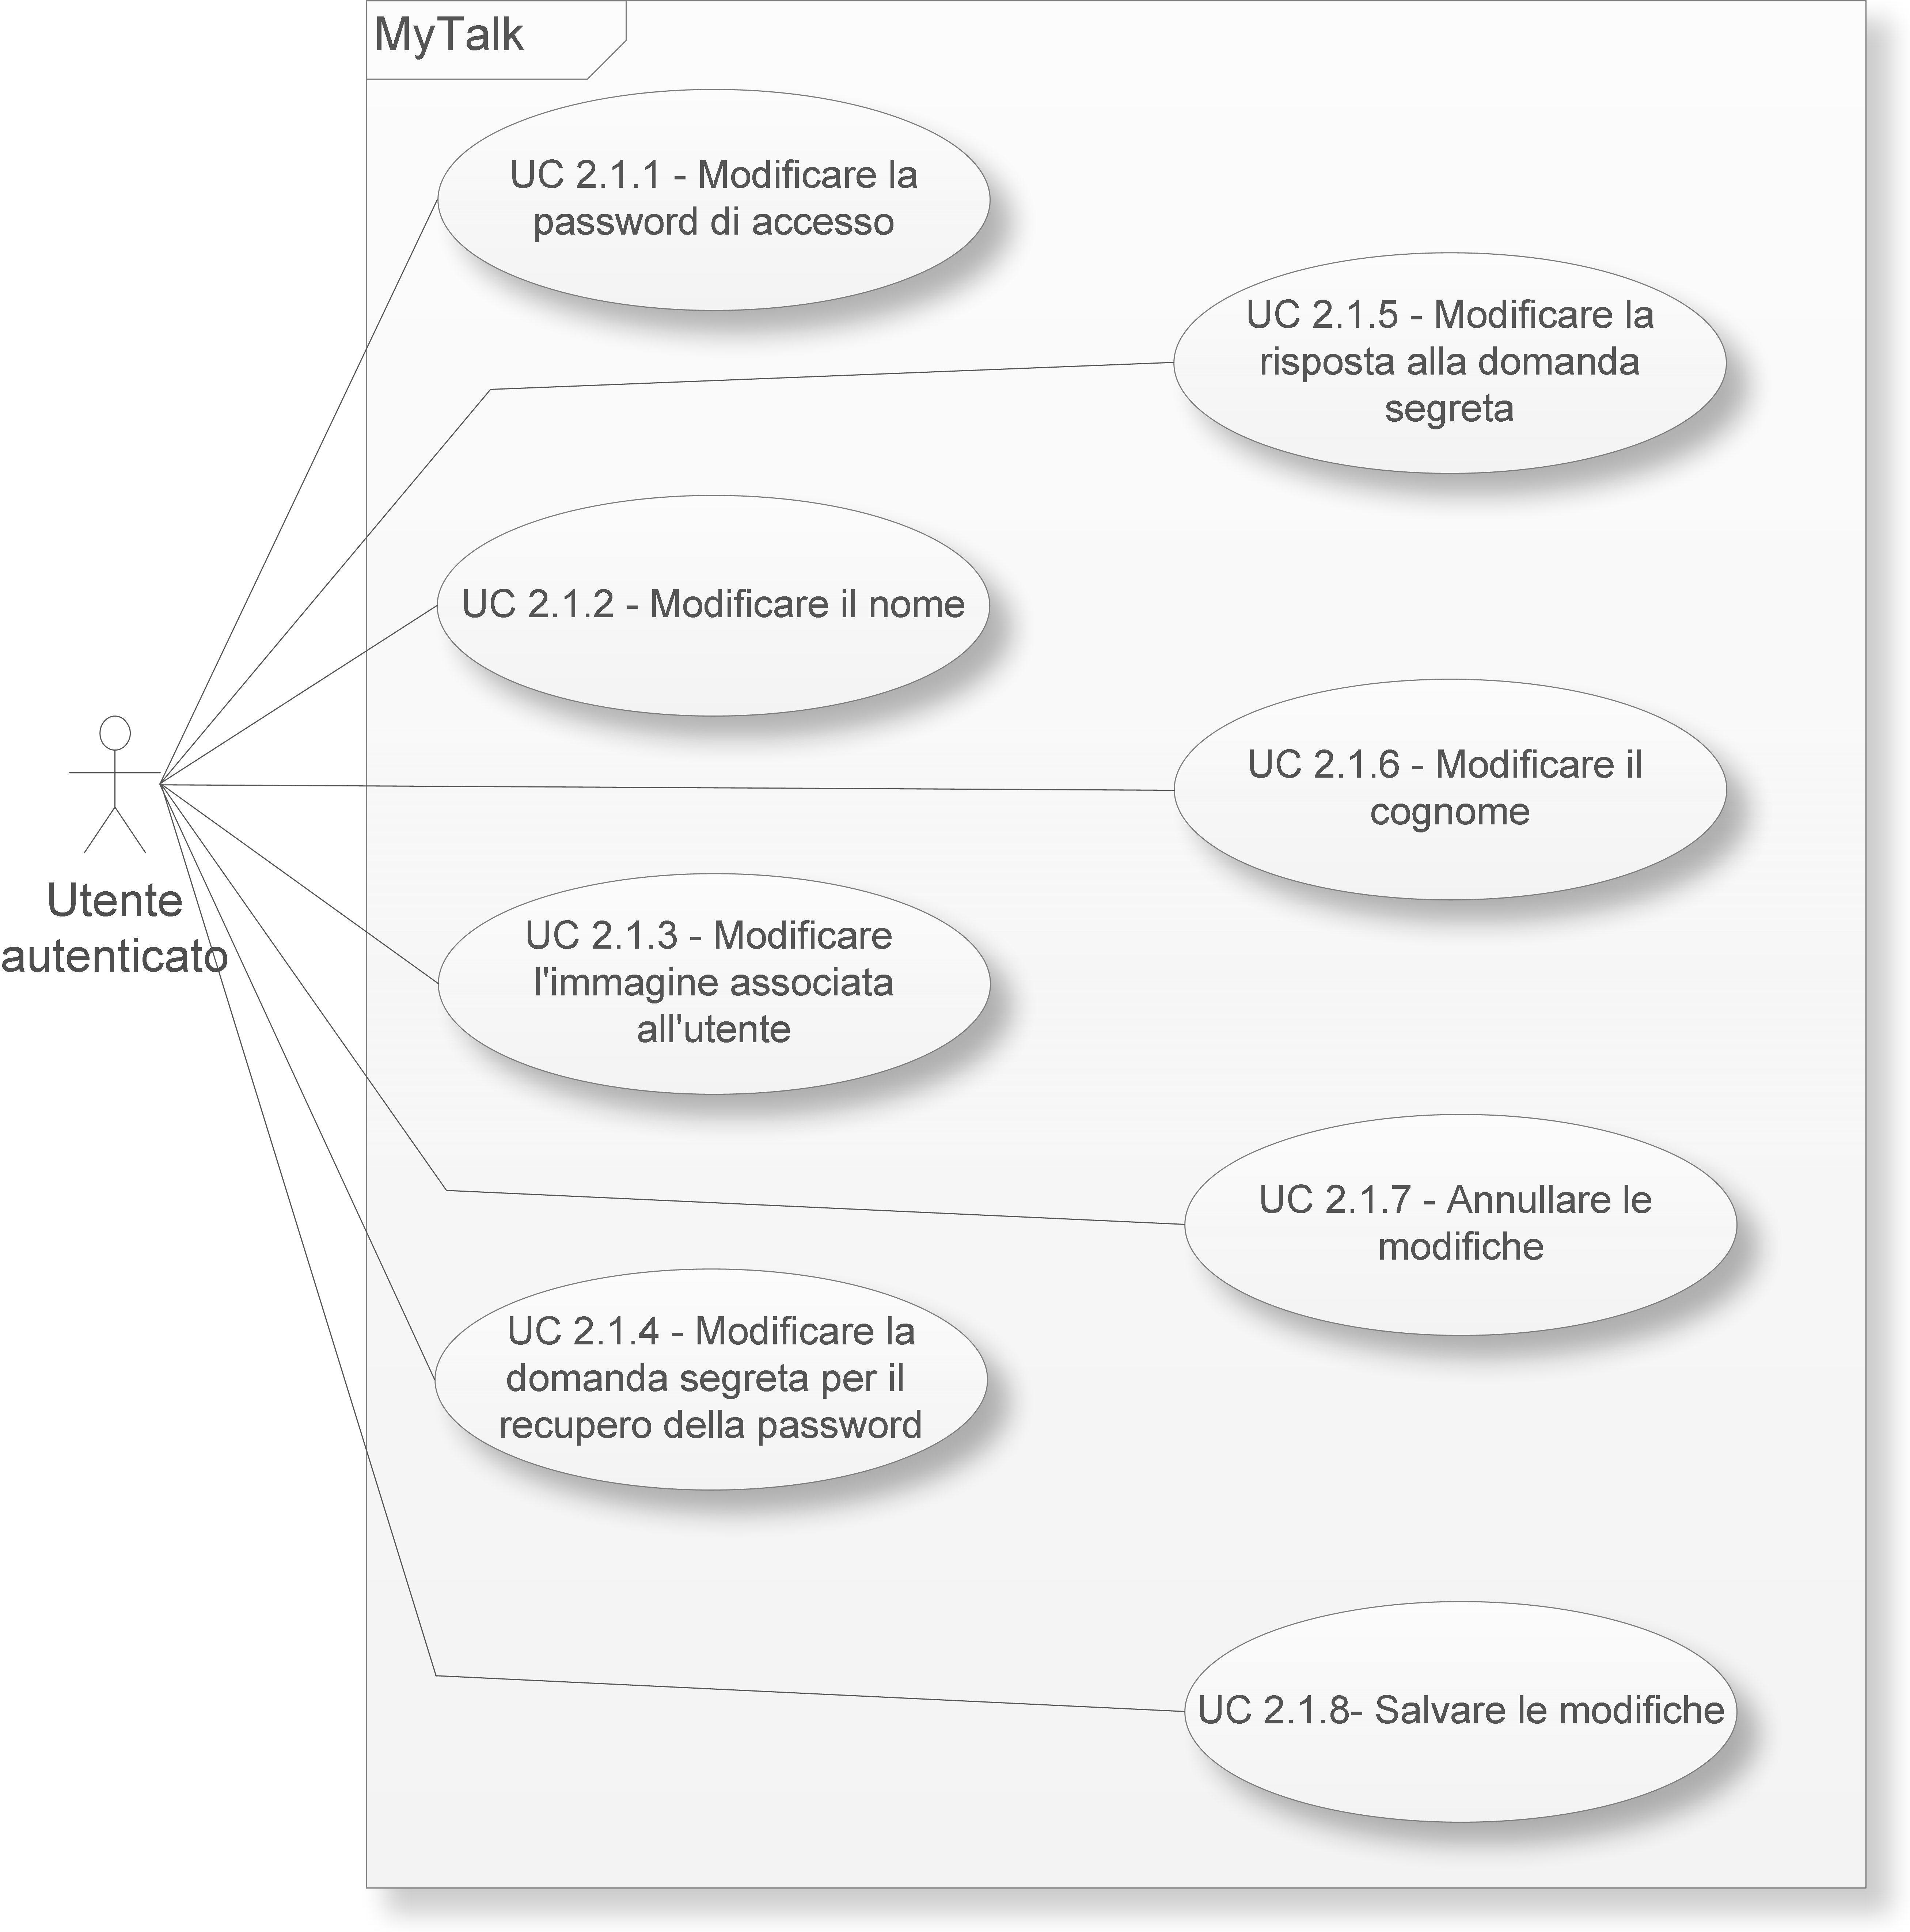 MyTalk
UC 2.1.1 - Modificare la
password di accesso
UC 2.1.5 - Modificare la
risposta alla domanda
segreta
UC 2.1.2 - Modificare il nome
UC 2.1.6 - Modificare il
cognome
Utente
autenticato
UC 2.1.3 - Modificare
l'immagine associata
all'utente
UC 2.1.7 - Annullare le
modifiche
UC 2.1.4 - Modificare la
domanda segreta per il
recupero della password
UC 2.1.8- Salvare le modifiche